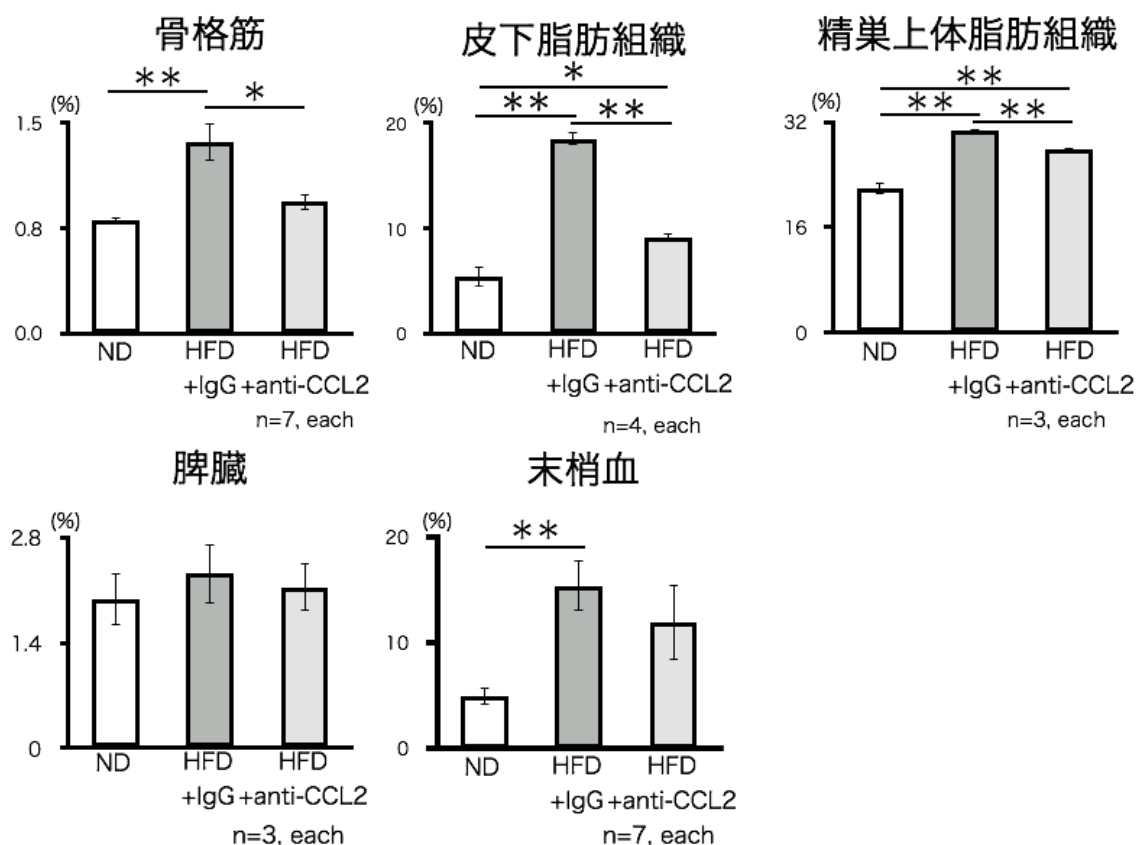 骨格筋
**
*
(%)
1.5
0.8
0.0
ND
HFD
HFD
+IgG +anti-CCL2
n=7, each
皮下脂肪組織
*
**
**
20
10
0
ND
HFD
HFD
+IgG +anti-CCL2
n=4, each
精巣上体脂肪組織
**
**
**
(%)
32
16
0
ND
HFD
HFD
+IgG +anti-CCL2
n=3, each
脾臓
(%)
2.8
1.4
0
ND
HFD
HFD
+IgG +anti-CCL2
n=3, each
末梢血
**
(%)
20
10
0
ND
HFD
HFD
+IgG +anti-CCL2
n=7, each